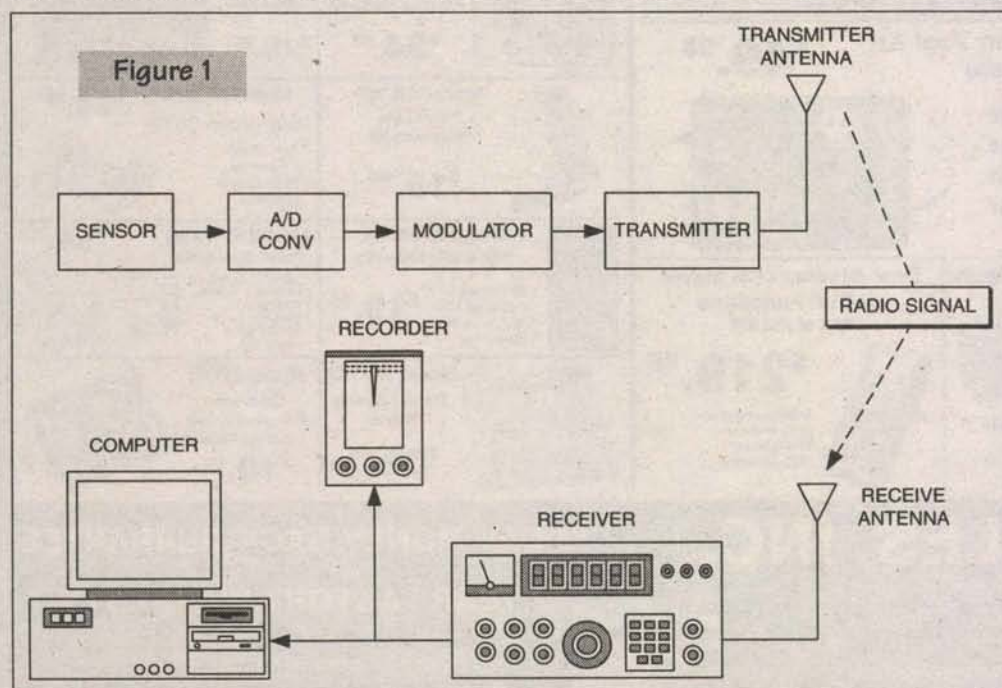 Figure 1
TRANSMITTER
ANTENNA
SENSOR
A/D
CONV
MODULATOR
TRANSMITTER
RADIO SIGNAL
RECORDER
COMPUTER
RECEIVER
RECEIVE
ANTENNA